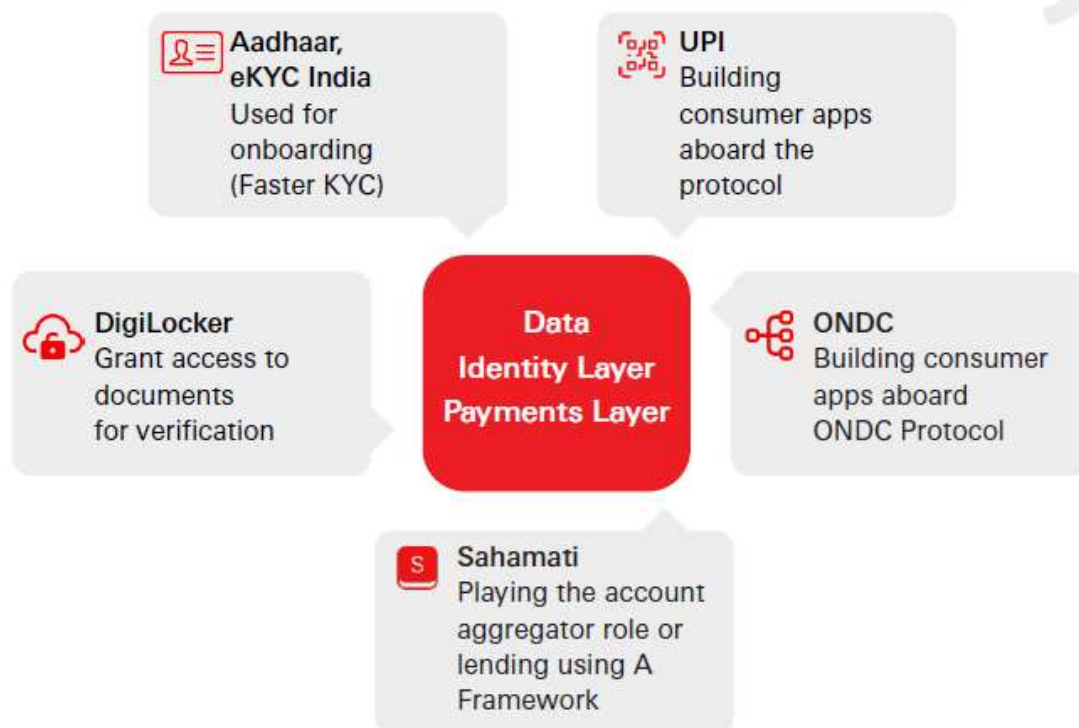 Aadhaar,
eKYC India
Used for
onboarding
(Faster KYC)
UPI
Building
consumer apps
aboard the
protocol
DigiLocker
Grant access to
documents
for verification
Data
Identity Layer
Payments Layer
ONDC
Building consumer
apps aboard
ONDC Protocol
S
Sahamati
Playing the account
aggregator role or
lending using A
Framework